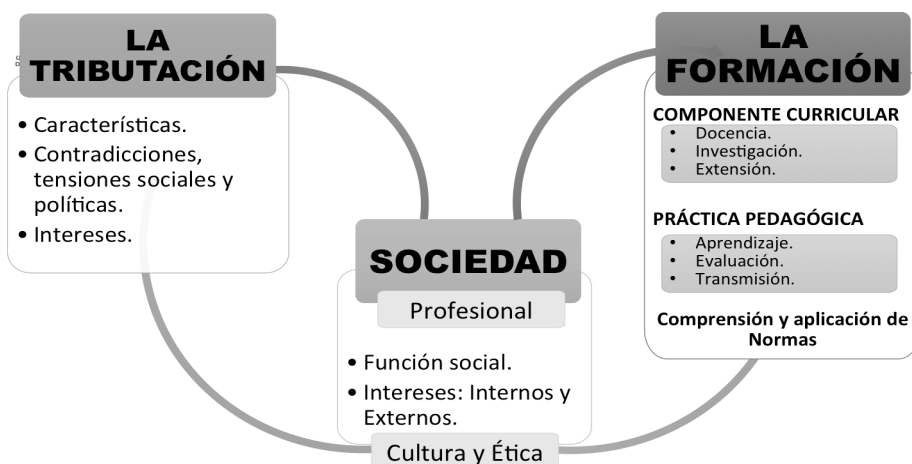 LA
TRIBUTACIÓN
• Características.
• Contradicciones,
tensiones sociales y
políticas.
• Intereses.
SOCIEDAD
Profesional
• Función social.
• Intereses: Internos y
Externos.
Cultura y Ética
LA
FORMACIÓN
COMPONENTE CURRICULAR
• Docencia.
• Investigación.
• Extensión.
PRÁCTICA PEDAGÓGICA
• Aprendizaje.
• Evaluación.
• Transmisión.
Comprensión y aplicación de
Normas